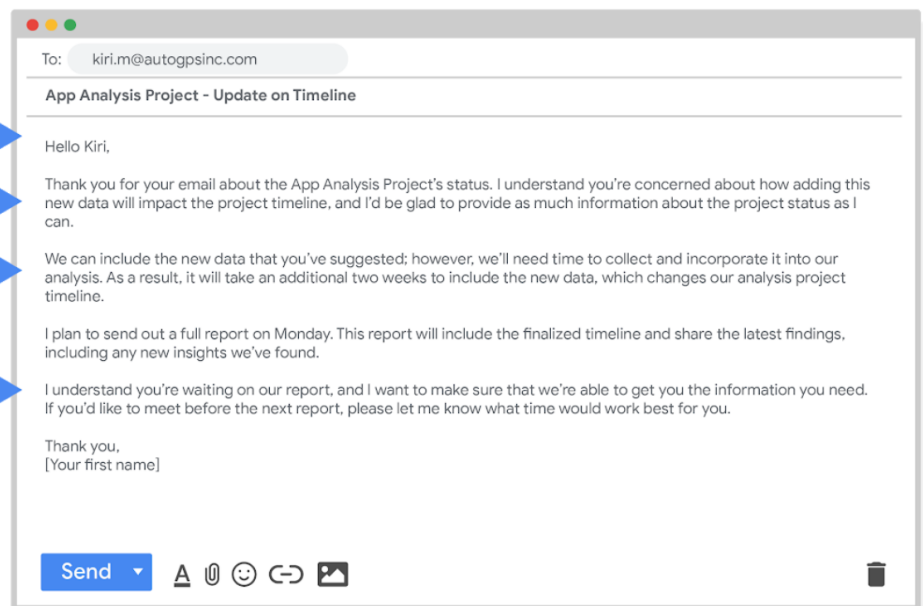 To: kiri.m@autogpsinc.com
App Analysis Project - Update on Timeline
Hello Kiri,
Thank you for your email about the App Analysis Project's status. I understand you're concerned about how adding this
new data will impact the project timeline, and I'd be glad to provide as much information about the project status as I
can.
We can include the new data that you've suggested; however, we'll need time to collect and incorporate it into our
analysis. As a result, it will take an additional two weeks to include the new data, which changes our analysis project
timeline.
I plan to send out a full report on Monday. This report will include the finalized timeline and share the latest findings,
including any new insights we've found.
I understand you're waiting on our report, and I want to make sure that we're able to get you the information you need.
If you'd like to meet before the next report, please let me know what time would work best for you.
Thank you,
[Your first name]
Send A